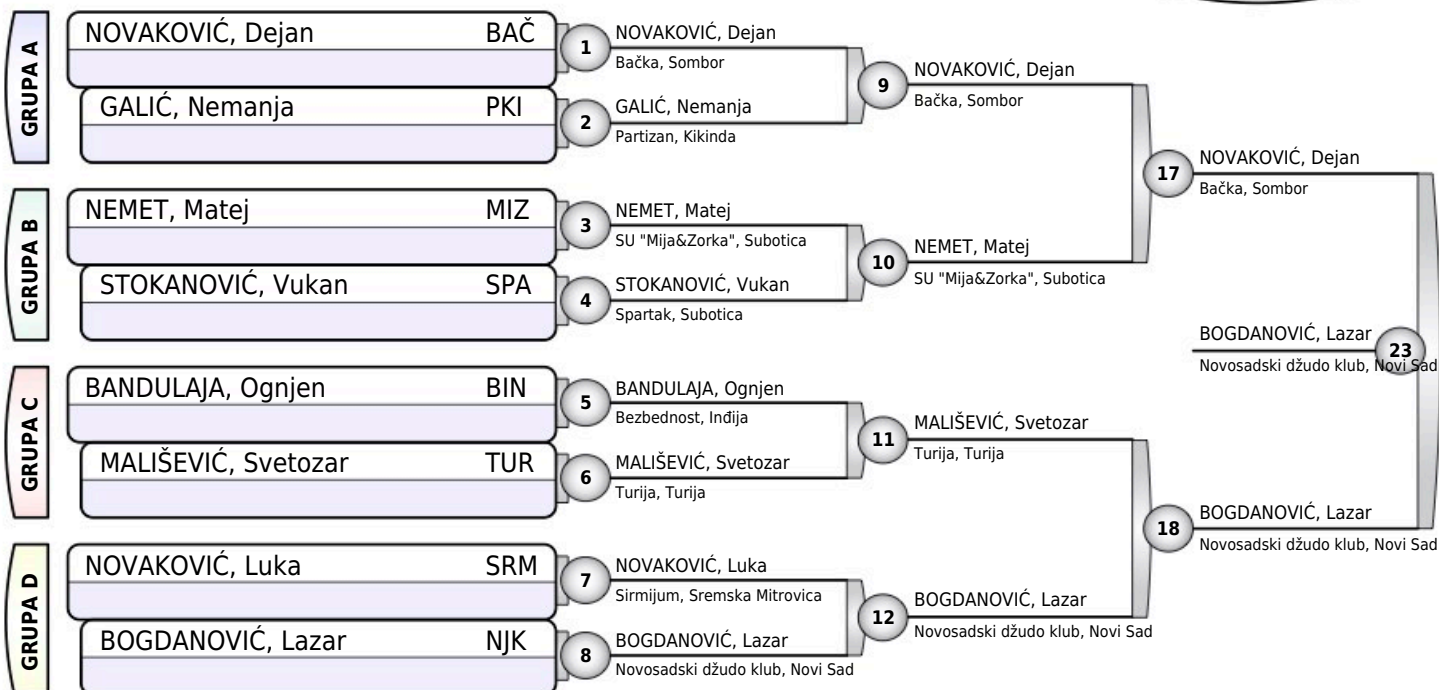 GRUPA A
NOVAKOVIĆ, Dejan BAČ
GALIĆ, Nemanja PKI
GRUPA B
NEMET, Matej MIZ
STOKANOVIĆ, Vukan SPA
GRUPA C
BANDULAJA, Ognjen BIN
MALIŠEVIĆ, Svetozar TUR
GRUPA D
NOVAKOVIĆ, Luka SRM
BOGDANOVIĆ, Lazar NJK
1
NOVAKOVIĆ, Dejan
Bačka, Sombor
2
GALIĆ, Nemanja
Partizan, Kikinda
3
NEMET, Matej
SU "Mija&Zorka", Subotica
4
STOKANOVIĆ, Vukan
Spartak, Subotica
5
BANDULAJA, Ognjen
Bezbednost, Inđija
6
MALIŠEVIĆ, Svetozar
Turija, Turija
7
NOVAKOVIĆ, Luka
Sirmijum, Sremska Mitrovica
8
BOGDANOVIĆ, Lazar
Novosadski džudo klub, Novi Sad
9
NOVAKOVIĆ, Dejan
Bačka, Sombor
10
NEMET, Matej
SU "Mija&Zorka", Subotica
11
MALIŠEVIĆ, Svetozar
Turija, Turija
12
BOGDANOVIĆ, Lazar
Novosadski džudo klub, Novi Sad
17
NOVAKOVIĆ, Dejan
Bačka, Sombor
18
BOGDANOVIĆ, Lazar
Novosadski džudo klub, Novi Sad
BOGDANOVIĆ, Lazar
23
Novosadski džudo klub, Novi Sad